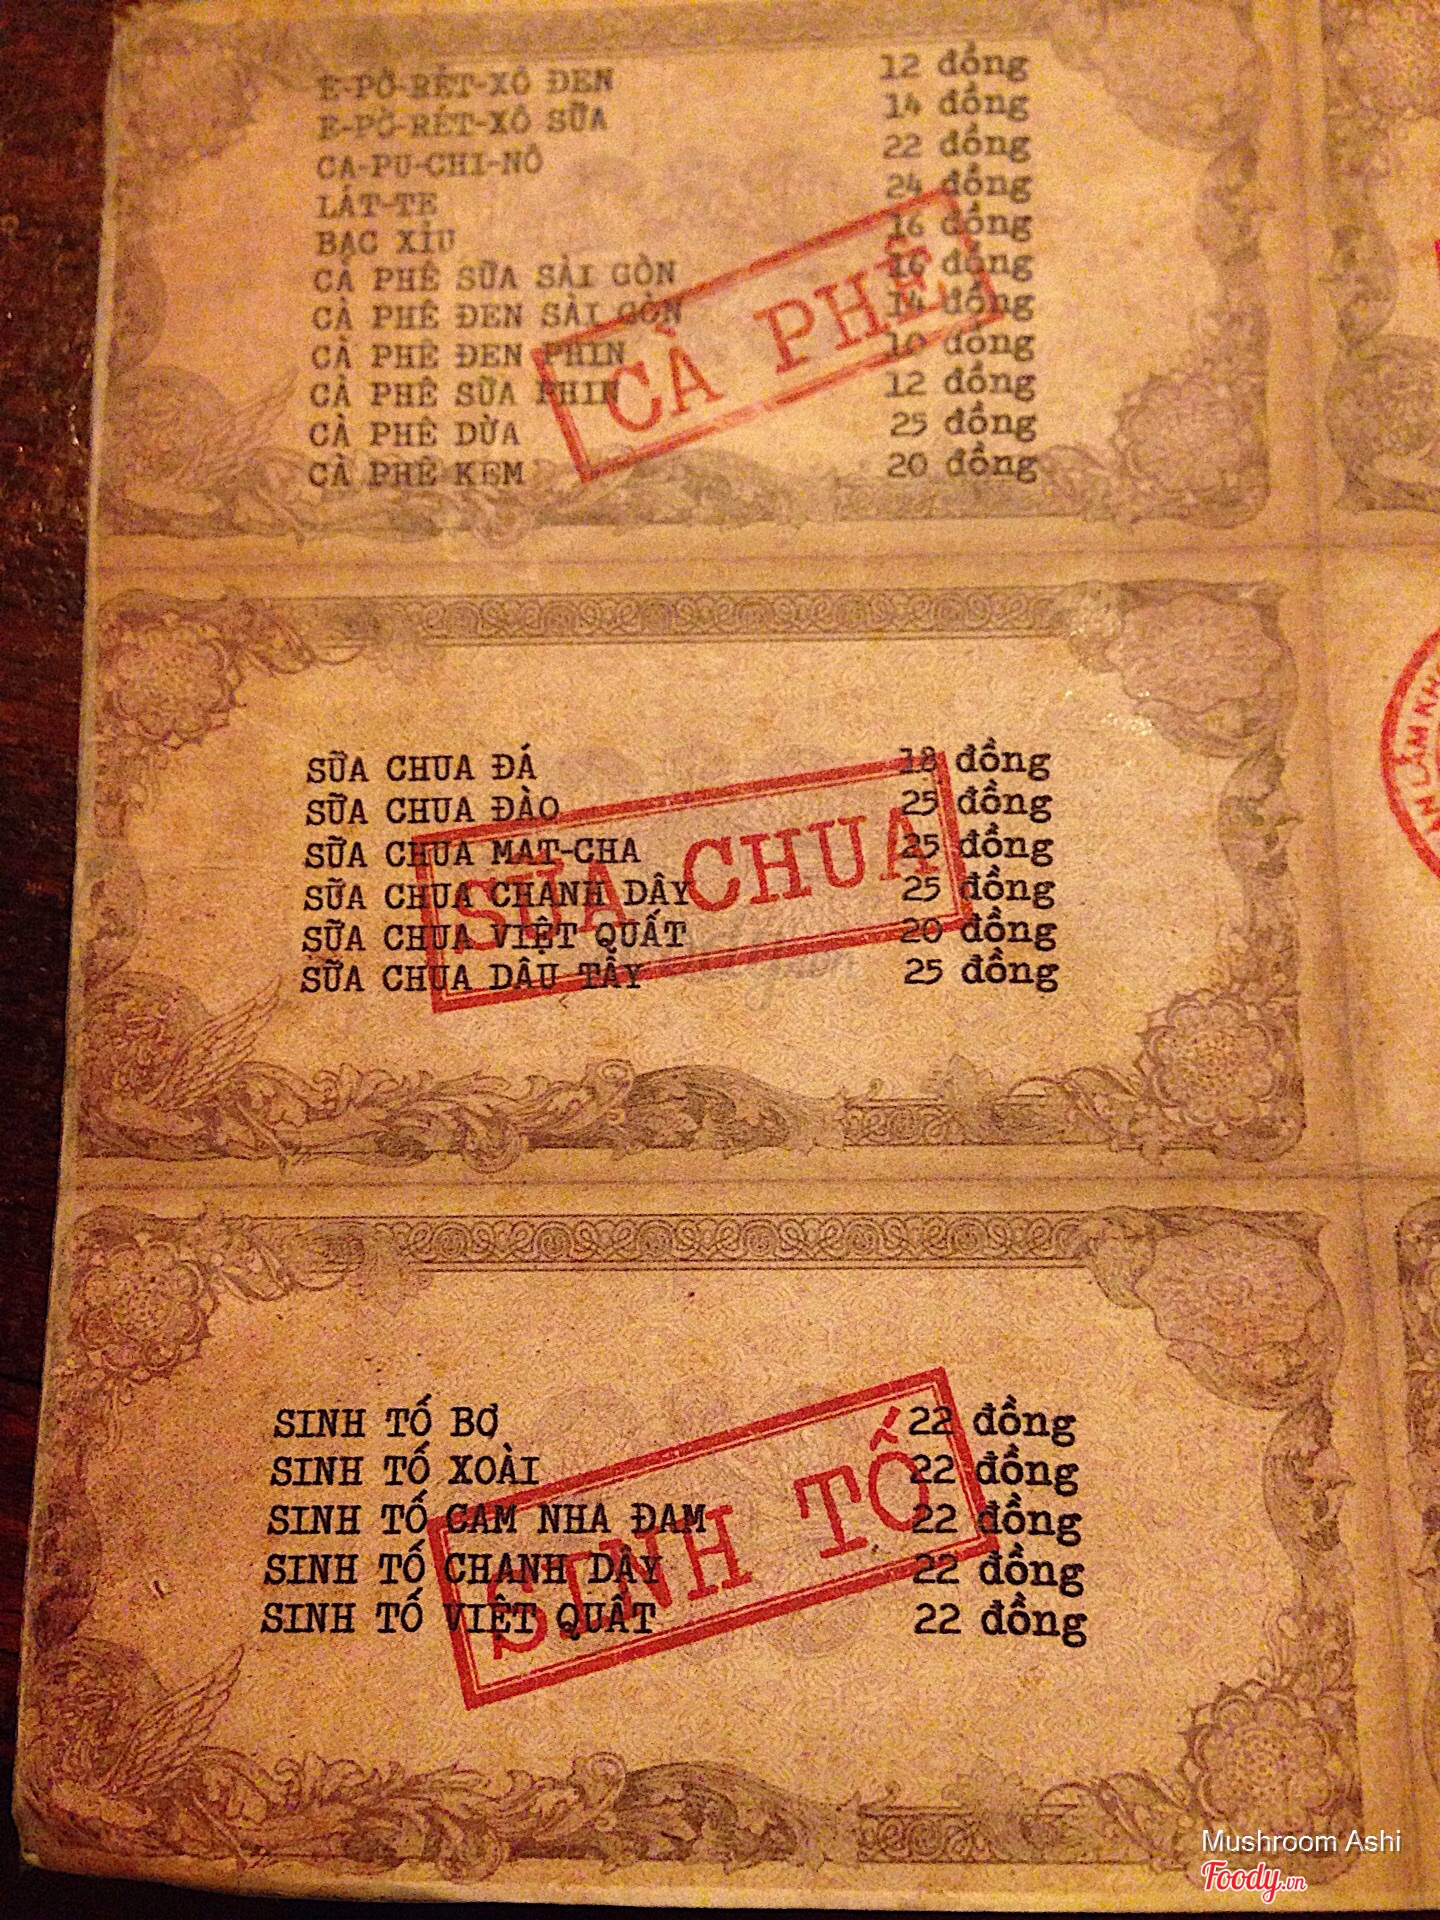 E-PỜ-RÉT-XÔ ĐEN 12 đồng
E-PỜ-RÉT-XÔ SỮA 14 đồng
CA-PU-CHI-NÔ 22 đồng
LÁT-TE 24 đồng
BẠC XỈU 16 đồng
CÀ PHÊ SỮA SÀI GÒN 16 đồng
CÀ PHÊ ĐEN SÀI GÒN 14 đồng
CÀ PHÊ ĐEN PHIN 10 đồng
CÀ PHÊ SỮA PHIN 12 đồng
CÀ PHÊ DỪA 25 đồng
CÀ PHÊ KEM 20 đồng
CÀ PHÊ
SỮA CHUA ĐÁ 18 đồng
SỮA CHUA ĐÀO 25 đồng
SỮA CHUA MAT-CHA 25 đồng
SỮA CHUA CHANH DÂY 25 đồng
SỮA CHUA VIỆT QUẤT 20 đồng
SỮA CHUA DÂU TÂY 25 đồng
SỮA CHUA
SINH TỐ BƠ 22 đồng
SINH TỐ XOÀI 22 đồng
SINH TỐ CAM NHA ĐAM 22 đồng
SINH TỐ CHANH DÂY 22 đồng
SINH TỐ VIỆT QUẤT 22 đồng
SINH TỐ
Mushroom Ashi
Foody.vn